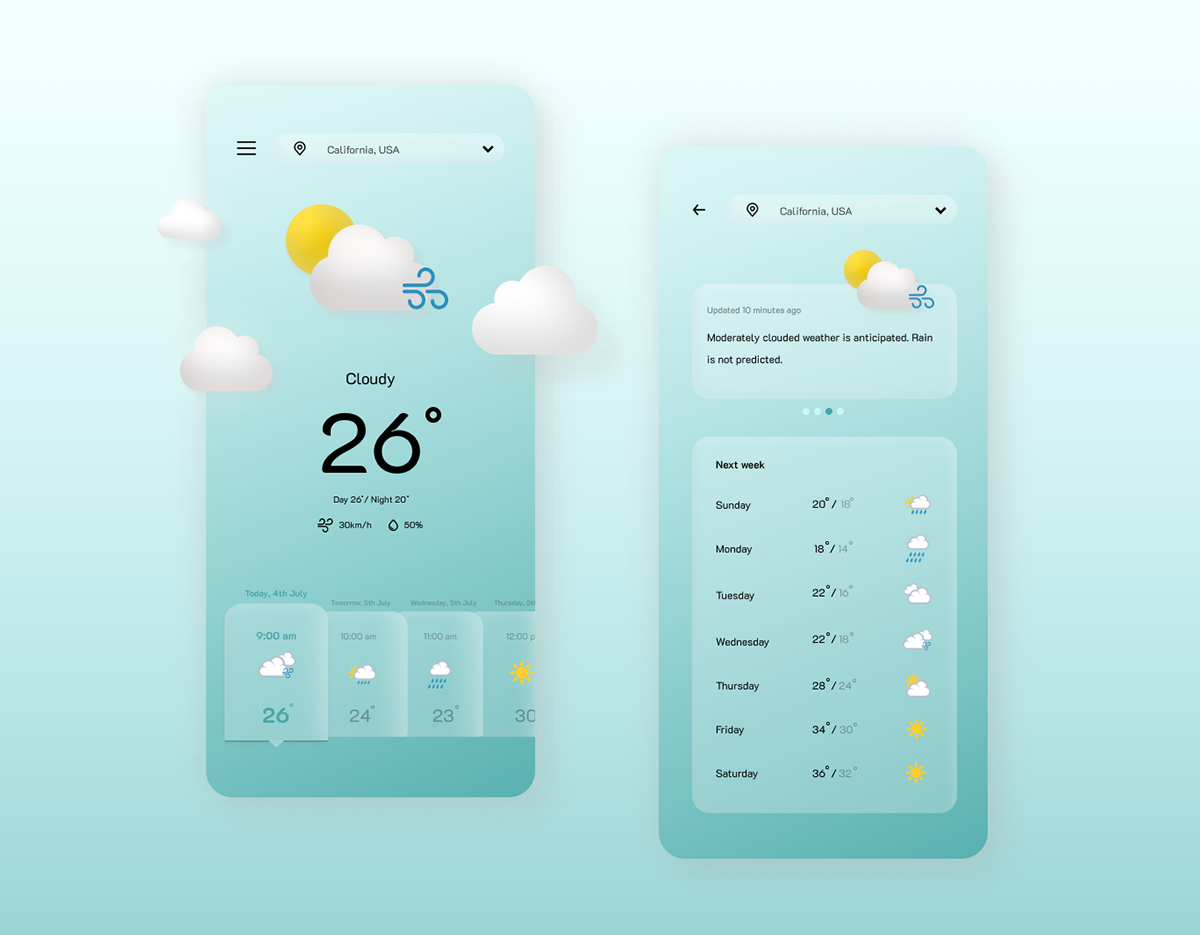 California, USA
Cloudy
26°
Day 26°/ Night 20°
30km/h 50%
Today, 4th July
Tomorrow, 5th July
Wednesday, 5th July
Thursday, 5th
9:00 am
10:00 am
11:00 am
12:00 p
26°
24°
23°
30
California, USA
Updated 10 minutes ago
Moderately clouded weather is anticipated. Rain
is not predicted.
Next week
Sunday 20°/ 18°
Monday 18°/ 14°
Tuesday 22°/ 16°
Wednesday 22°/ 18°
Thursday 28°/ 24°
Friday 34°/ 30°
Saturday 36°/ 32°